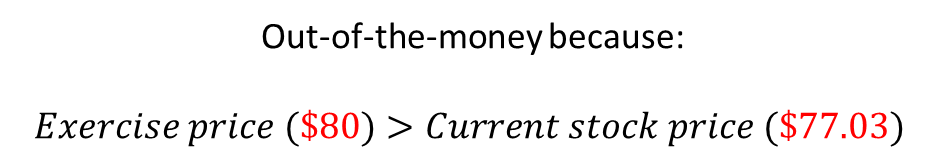 Out-of-the-money because:
Exercise price ($80) > Current stock price ($77.03)